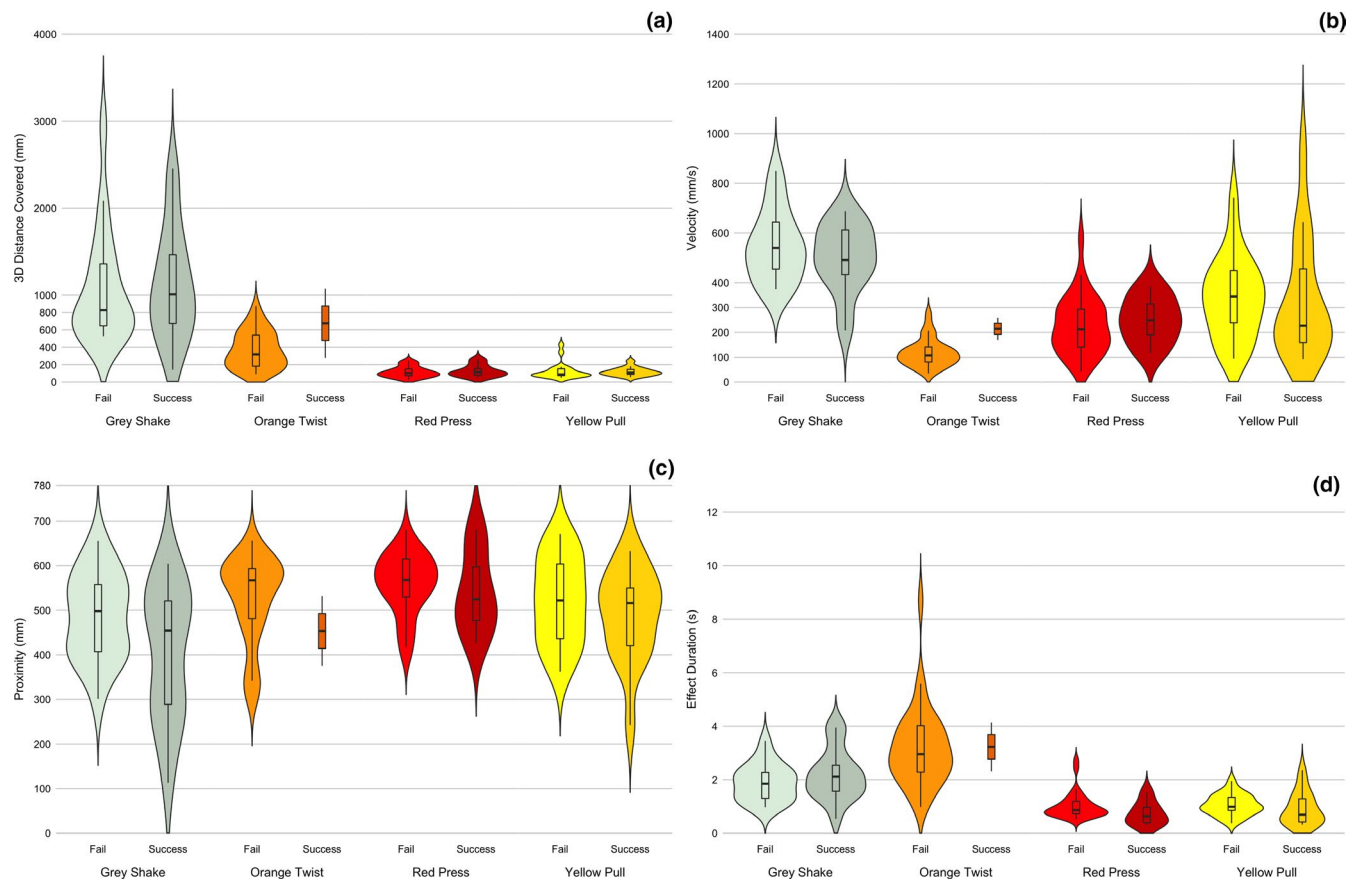 (a)
4000
3000
2000
1000
800
600
400
200
0
3D Distance Covered (mm)
Fail Success Fail Success Fail Success Fail Success
Grey Shake Orange Twist Red Press Yellow Pull
(b)
1400
1200
1000
800
600
400
300
200
100
0
Velocity (mm/s)
Fail Success Fail Success Fail Success Fail Success
Grey Shake Orange Twist Red Press Yellow Pull
(c)
780
700
600
500
400
300
200
100
0
Proximity (mm)
Fail Success Fail Success Fail Success Fail Success
Grey Shake Orange Twist Red Press Yellow Pull
(d)
12
10
8
6
4
2
0
Effect Duration (s)
Fail Success Fail Success Fail Success Fail Success
Grey Shake Orange Twist Red Press Yellow Pull